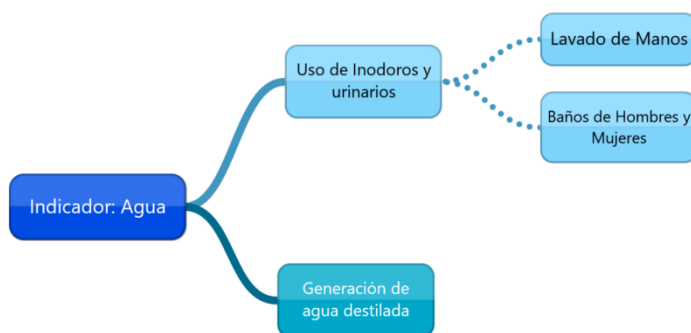 Lavado de Manos
Uso de Inodoros y
urinarios
Baños de Hombres y
Mujeres
Indicador: Agua
Generación de
agua destilada